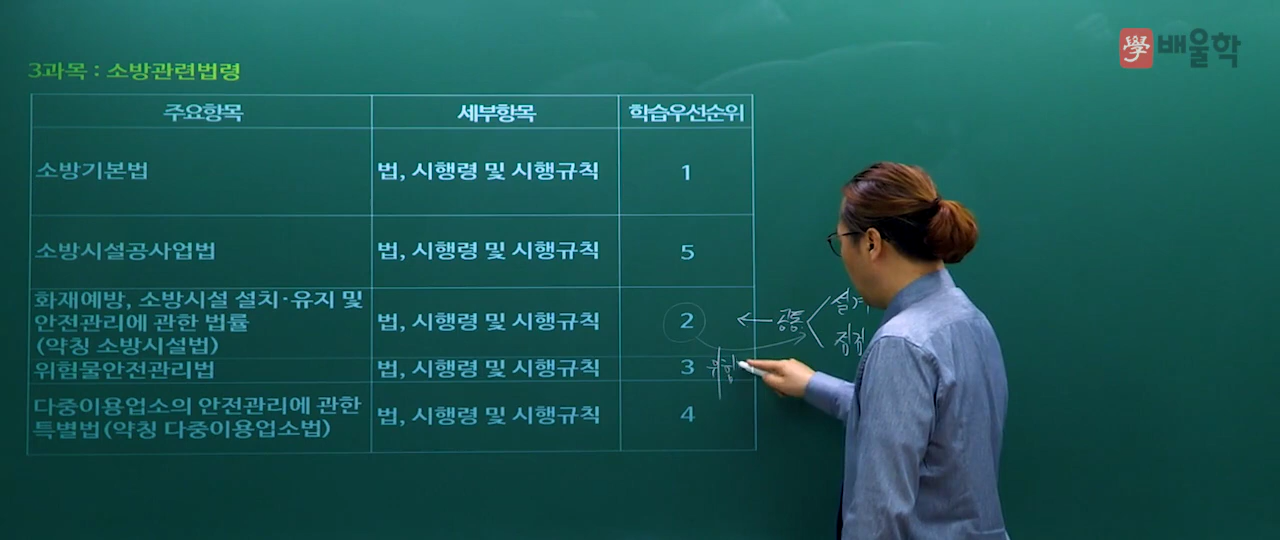 學 배울학
3과목 : 소방관련법령
주요항목 세부항목 학습우선순위
소방기본법 법, 시행령 및 시행규칙 1
소방시설공사업법 법, 시행령 및 시행규칙 5
화재예방, 소방시설 설치·유지 및
안전관리에 관한 법률
(약칭 소방시설법) 법, 시행령 및 시행규칙 2
위험물안전관리법 법, 시행령 및 시행규칙 3
다중이용업소의 안전관리에 관한
특별법(약칭 다중이용업소법) 법, 시행령 및 시행규칙 4
공통
위험